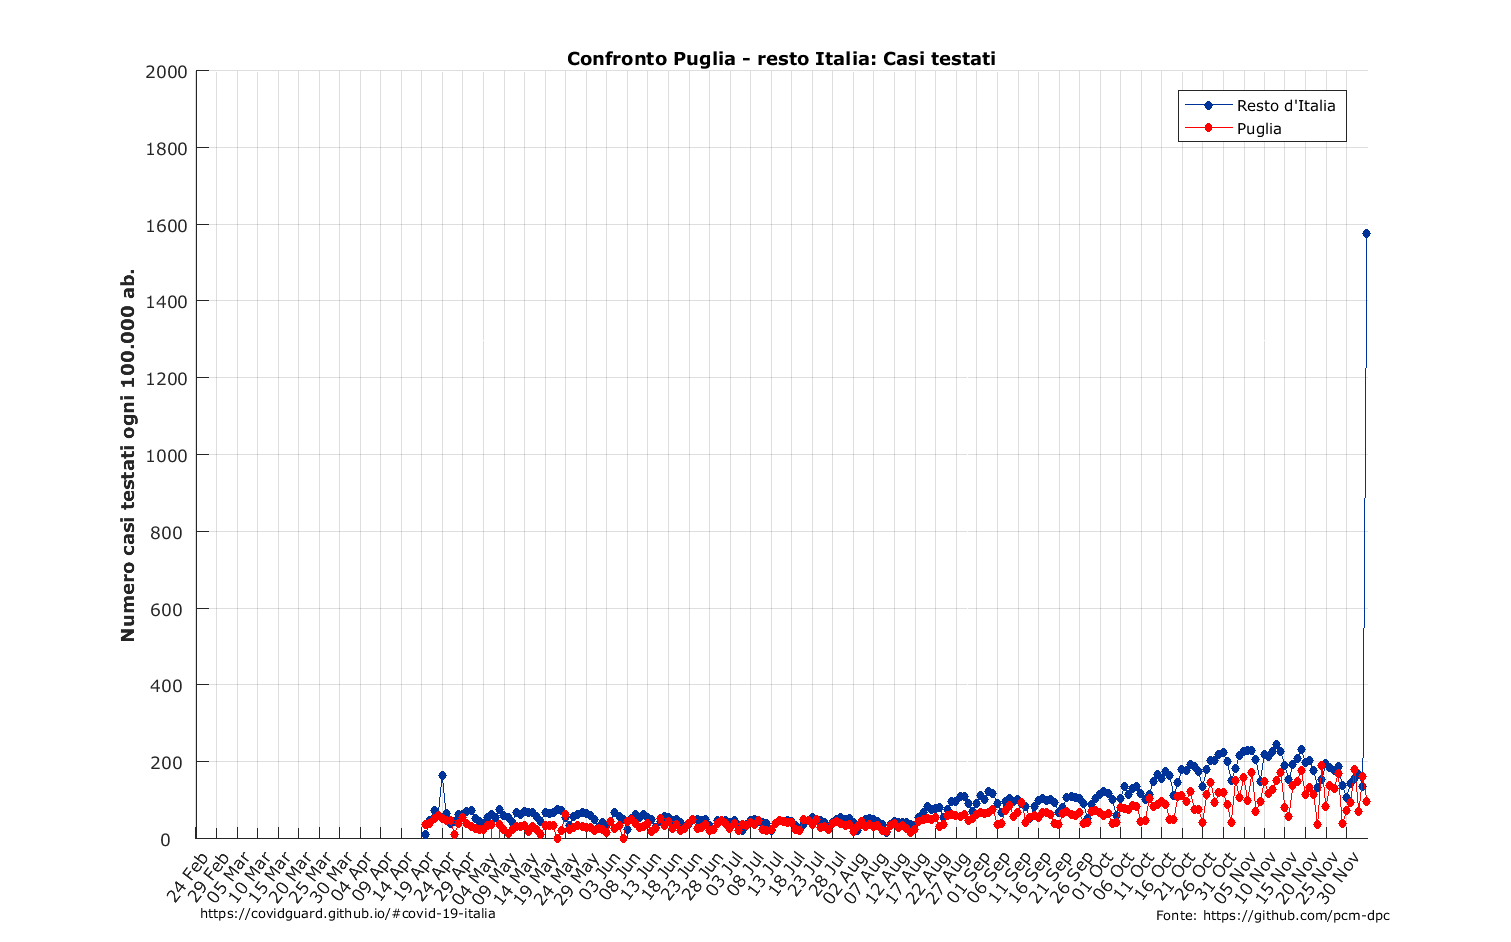 Confronto Puglia - resto Italia: Casi testati
Resto d'Italia
Puglia
Numero casi testati ogni 100.000 ab.
2000
1800
1600
1400
1200
1000
800
600
400
200
0
24 Feb
29 Feb
05 Mar
10 Mar
15 Mar
20 Mar
25 Mar
30 Mar
04 Apr
09 Apr
14 Apr
19 Apr
24 Apr
29 Apr
04 May
09 May
14 May
19 May
24 May
29 May
03 Jun
08 Jun
13 Jun
18 Jun
23 Jun
28 Jun
03 Jul
08 Jul
13 Jul
18 Jul
23 Jul
28 Jul
02 Aug
07 Aug
12 Aug
17 Aug
22 Aug
27 Aug
01 Sep
06 Sep
11 Sep
16 Sep
21 Sep
26 Sep
01 Oct
06 Oct
11 Oct
16 Oct
21 Oct
26 Oct
31 Oct
05 Nov
10 Nov
15 Nov
20 Nov
25 Nov
30 Nov
https://covidguard.github.io/#covid-19-italia
Fonte: https://github.com/pcm-dpc